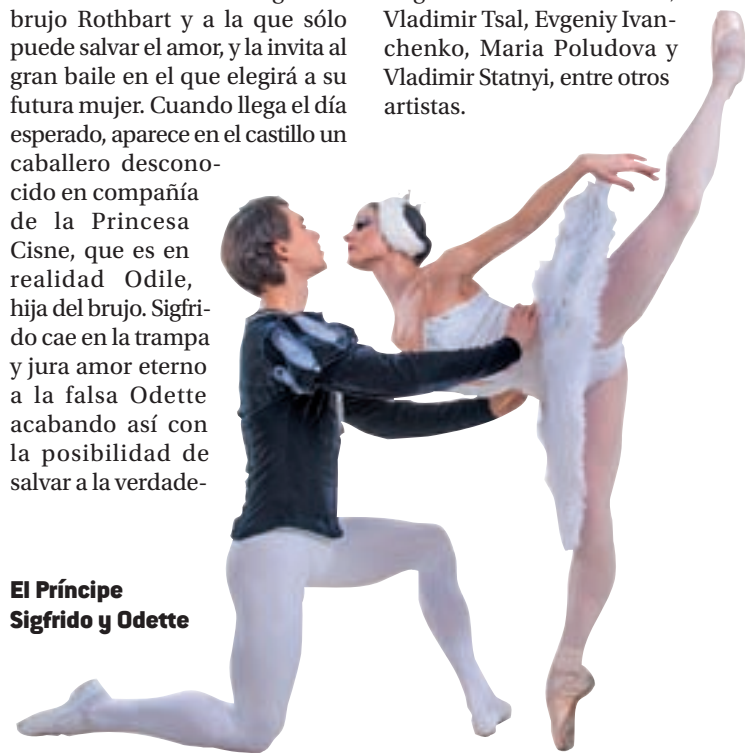 brujo Rothbart y a la que sólo
puede salvar el amor, y la invita al
gran baile en el que elegirá a su
futura mujer. Cuando llega el día
esperado, aparece en el castillo un
caballero descono-
cido en compañía
de la Princesa
Cisne, que es en
realidad Odile,
hija del brujo. Sigfri-
do cae en la trampa
y jura amor eterno
a la falsa Odette
acabando así con
la posibilidad de
salvar a la verdade-
Vladimir Tsal, Evgeniy Ivan-
chenko, Maria Poludova y
Vladimir Statnyi, entre otros
artistas.
El Príncipe
Sigfrido y Odette